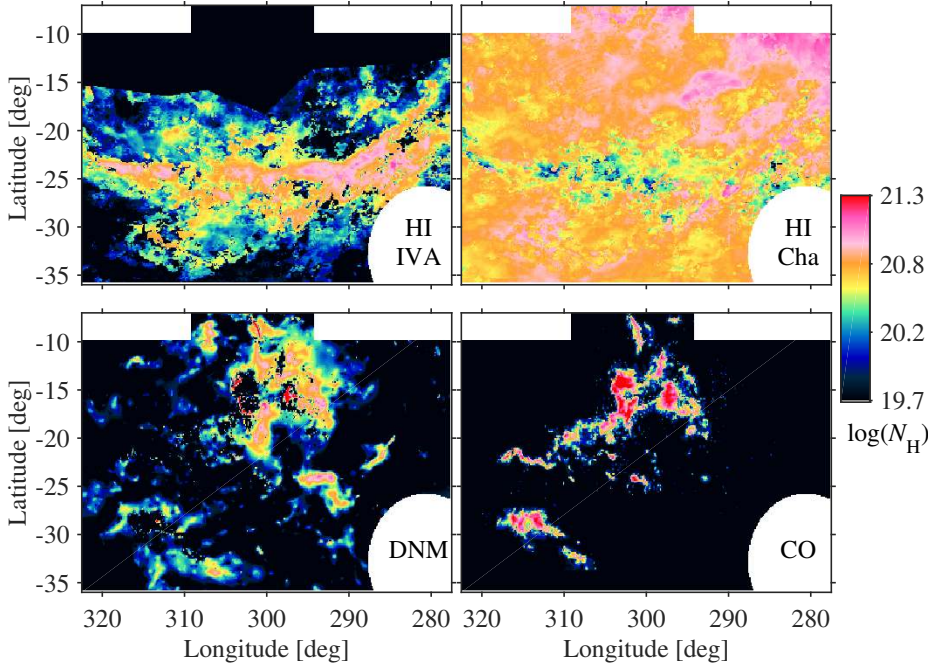 -10
-15
-20
-25
-30
-35
Latitude [deg]
HI
IVA
HI
Cha
21.3
20.8
20.2
19.7
log(N_H)
-10
-15
-20
-25
-30
-35
Latitude [deg]
DNM
CO
320 310 300 290 280
320 310 300 290 280
Longitude [deg]
Longitude [deg]